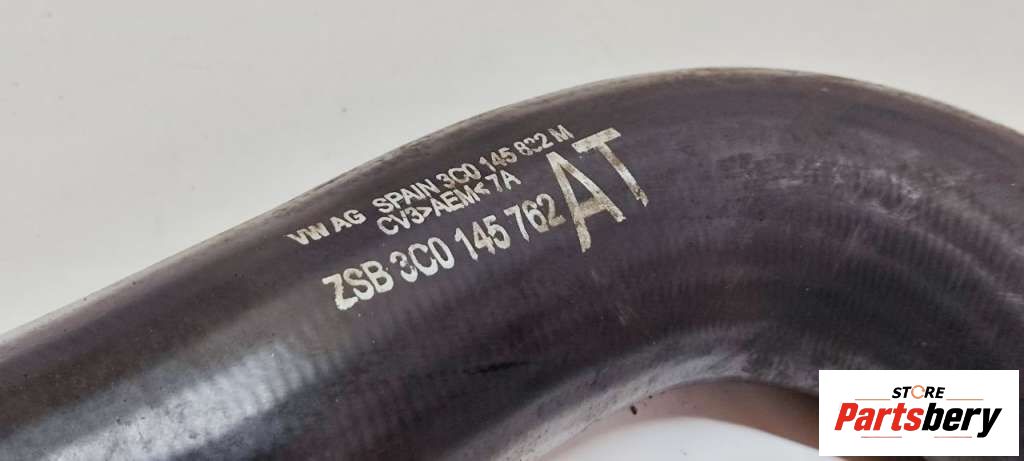 VW AG SPAIN 3C0 145 832 M
CV3>AEM<7A
ZSB 3C0 145 762 AT
STORE
Partsbery